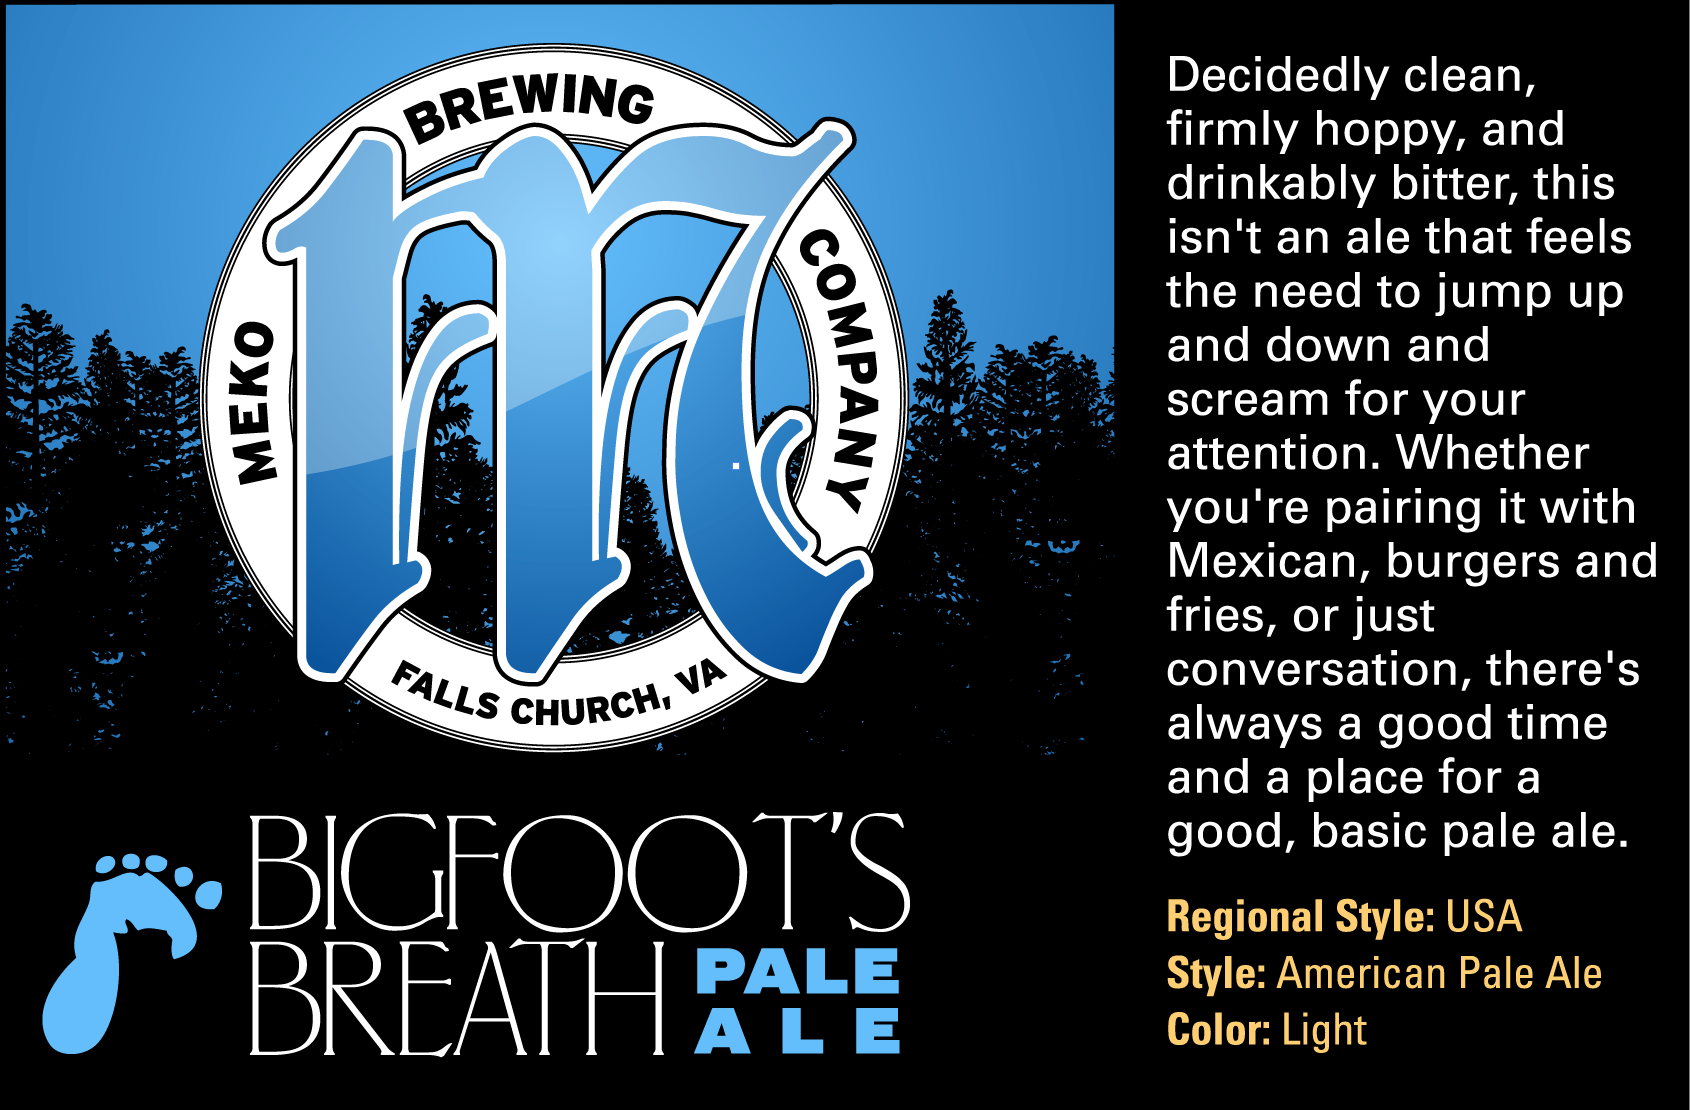 MEKO BREWING COMPANY
M
FALLS CHURCH, VA
BIGFOOT'S
BREATH PALE
ALE
Decidedly clean,
firmly hoppy, and
drinkably bitter, this
isn't an ale that feels
the need to jump up
and down and
scream for your
attention. Whether
you're pairing it with
Mexican, burgers and
fries, or just
conversation, there's
always a good time
and a place for a
good, basic pale ale.
Regional Style: USA
Style: American Pale Ale
Color: Light